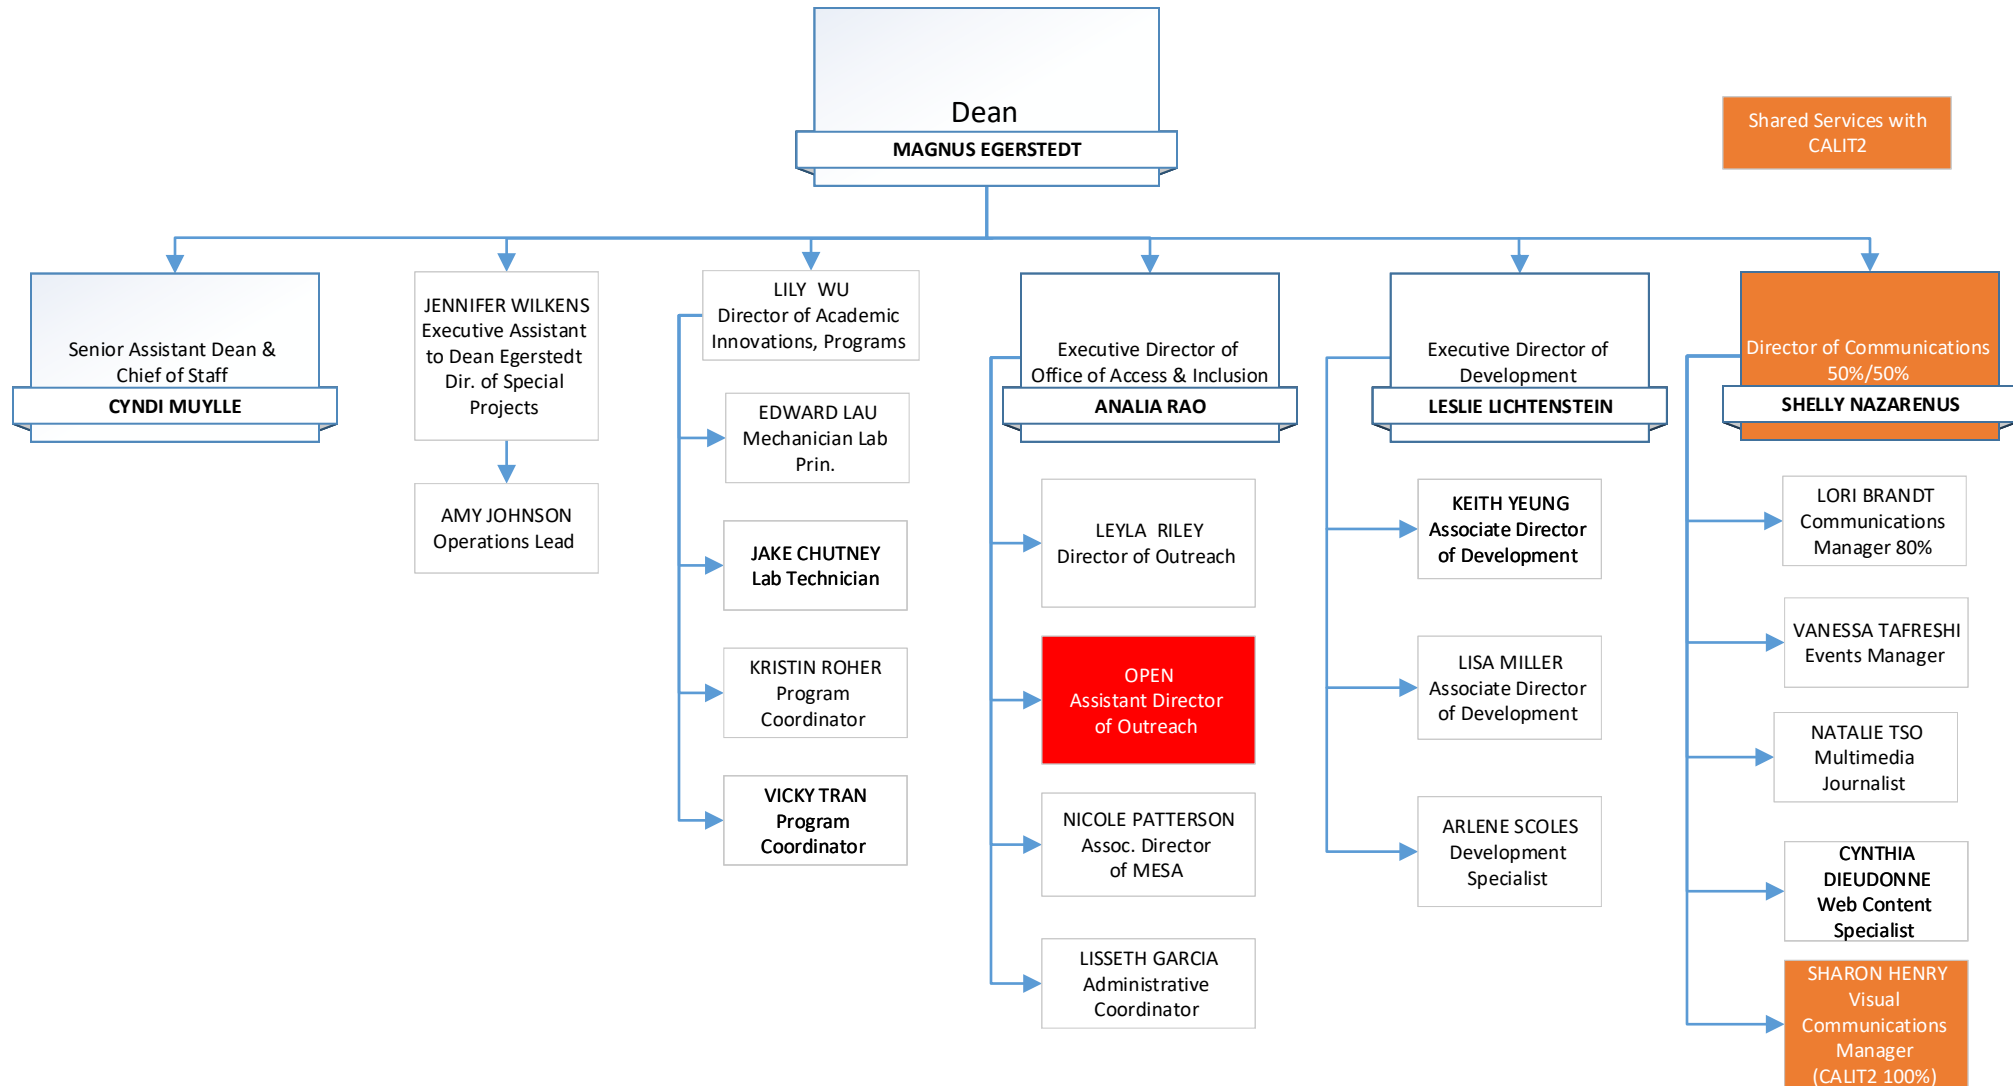 Dean
MAGNUS EGERSTEDT
Shared Services with
CALIT2
Senior Assistant Dean &
Chief of Staff
CYNDI MUYLLE
JENNIFER WILKENS
Executive Assistant
to Dean Egerstedt
Dir. of Special
Projects
AMY JOHNSON
Operations Lead
LILY  WU
Director of Academic
Innovations, Programs
EDWARD LAU
Mechanician Lab
Prin.
JAKE CHUTNEY
Lab Technician
KRISTIN ROHER
Program
Coordinator
VICKY TRAN
Program
Coordinator
Executive Director of
Office of Access & Inclusion
ANALIA RAO
LEYLA  RILEY
Director of Outreach
OPEN
Assistant Director
of Outreach
NICOLE PATTERSON
Assoc. Director
of MESA
LISSETH GARCIA
Administrative
Coordinator
Executive Director of
Development
LESLIE LICHTENSTEIN
KEITH YEUNG
Associate Director
of Development
LISA MILLER
Associate Director
of Development
ARLENE SCOLES
Development
Specialist
Director of Communications
50%/50%
SHELLY NAZARENUS
LORI BRANDT
Communications
Manager 80%
VANESSA TAFRESHI
Events Manager
NATALIE TSO
Multimedia
Journalist
CYNTHIA
DIEUDONNE
Web Content
Specialist
SHARON HENRY
Visual
Communications
Manager
(CALIT2 100%)